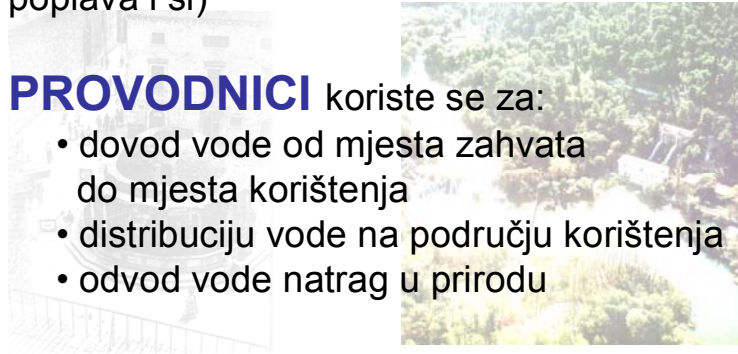 poplava i sl)
PROVODNICI koriste se za:
• dovod vode od mjesta zahvata
do mjesta korištenja
• distribuciju vode na području korištenja
• odvod vode natrag u prirodu